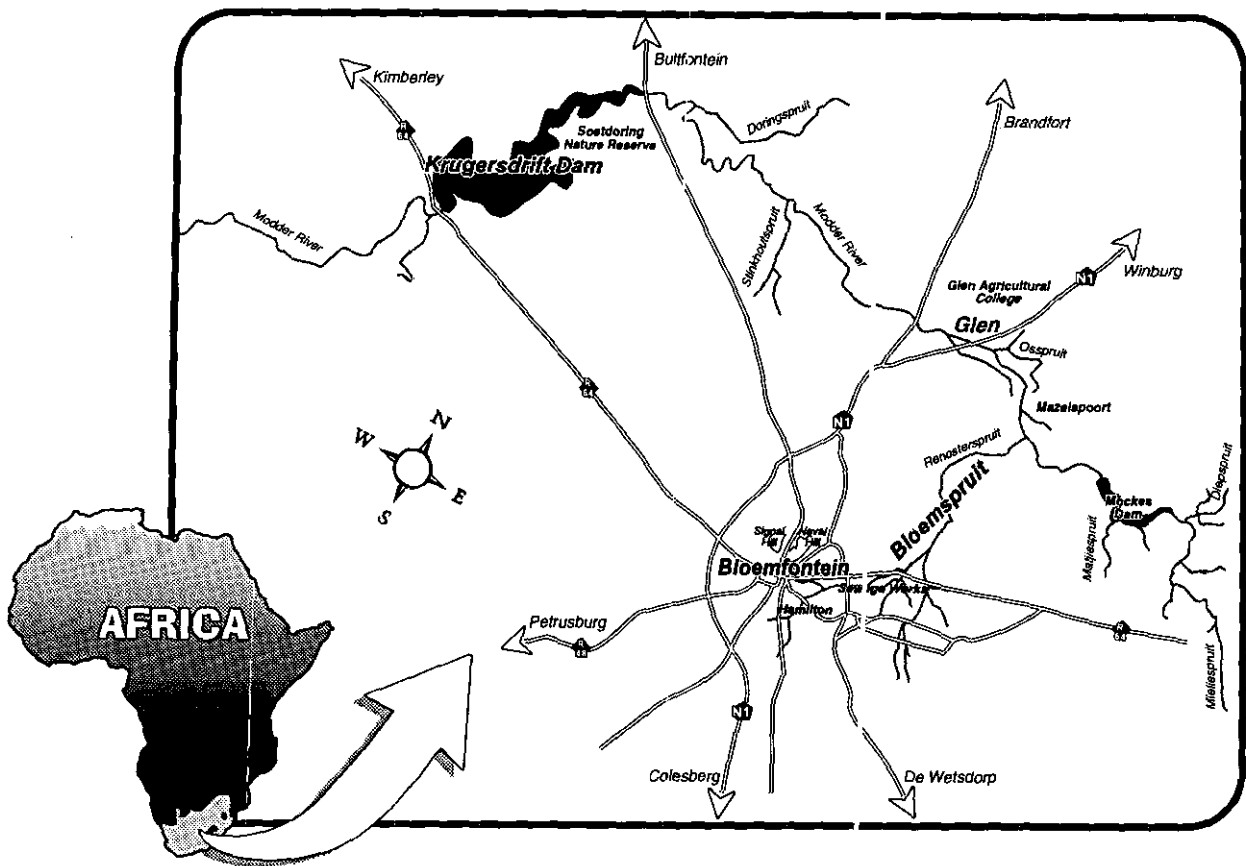 Bultfontein
Kimberley
Doringspruit
Brandfort
Soetdoring
Nature Reserve
Krugersdrift Dam
Modder River
Stinkhoutspruit
Modder River
Winburg
N1
Glen Agricultural
College
Glen
Osspruit
Mazelspoort
N1
N
W
E
S
Renosterspruit
Bloemspruit
Mockes
Dam
Diepspruit
Signal
Hill
Naval
Hill
Bloemfontein
Hamilton
Petrusburg
AFRICA
Mieliespruit
N1
Colesberg
De Wetsdorp